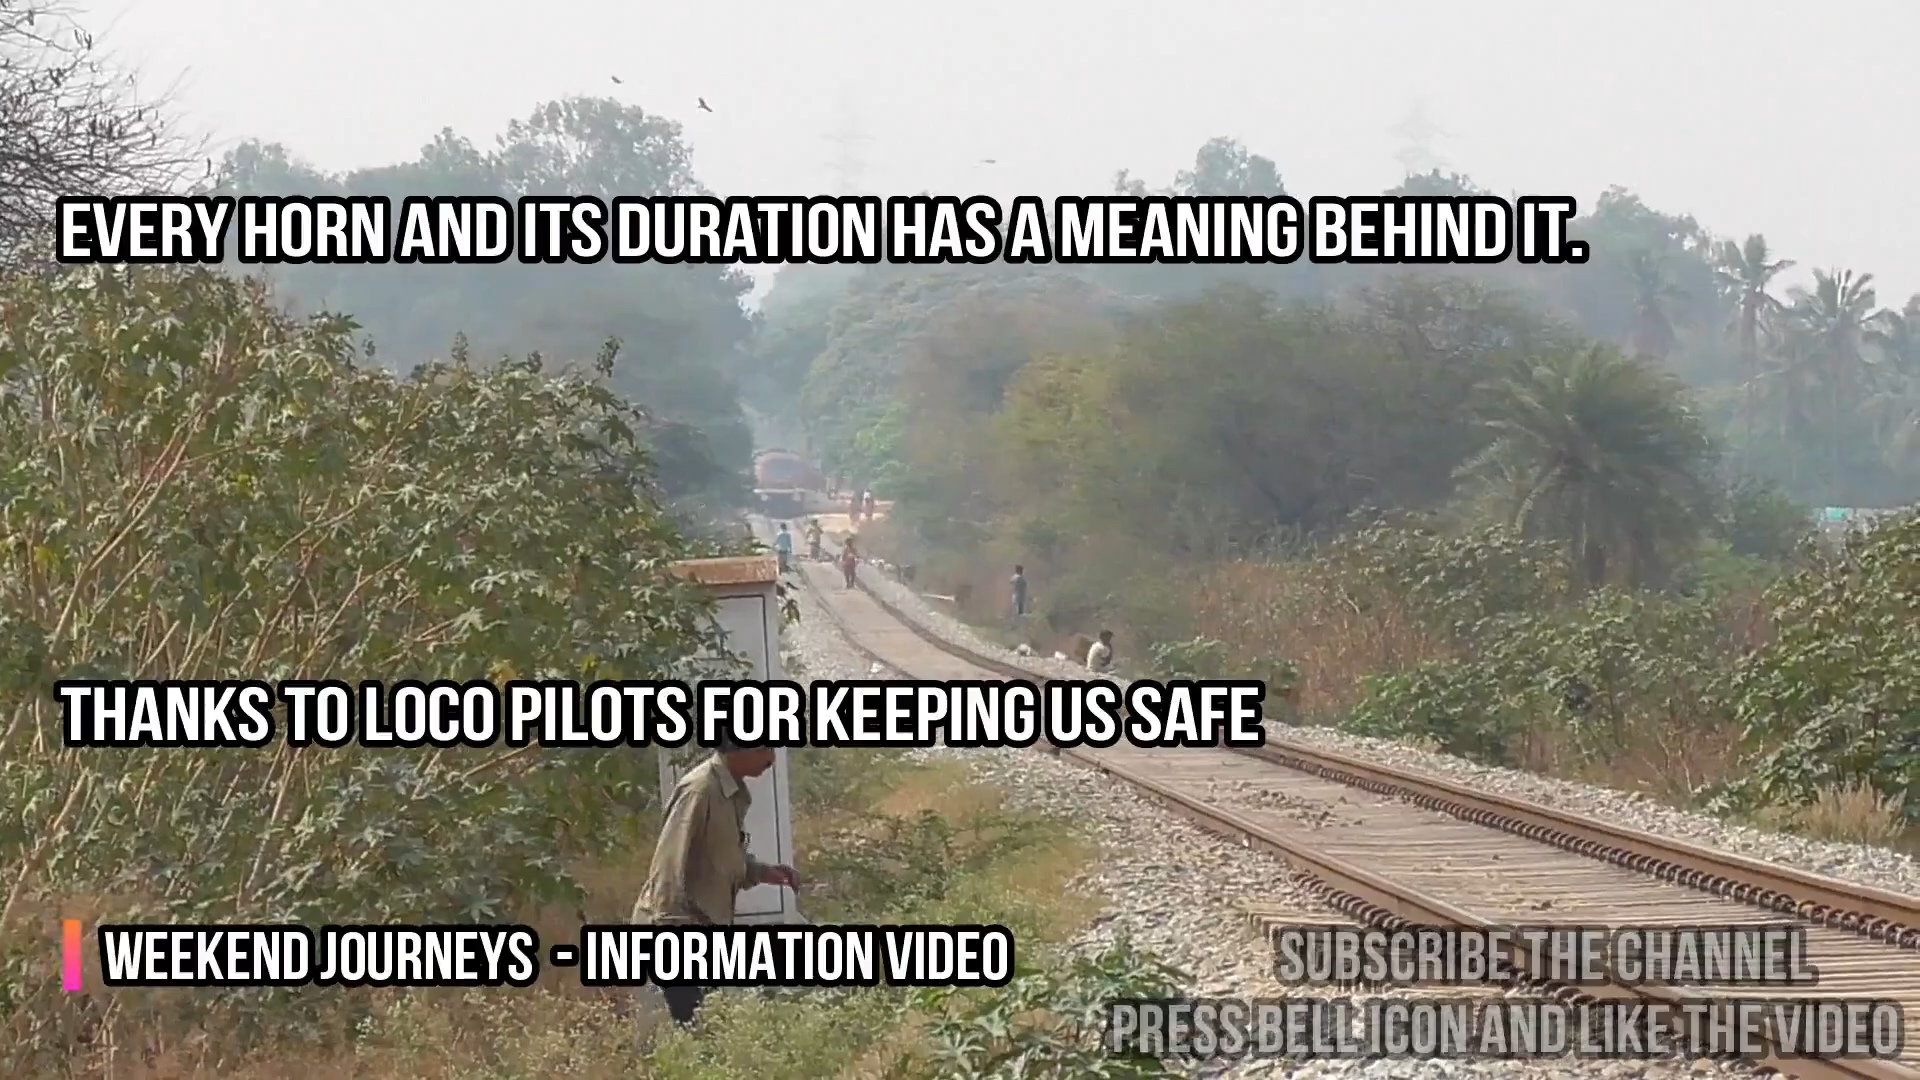 EVERY HORN AND ITS DURATION HAS A MEANING BEHIND IT.
THANKS TO LOCO PILOTS FOR KEEPING US SAFE
WEEKEND JOURNEYS - INFORMATION VIDEO
SUBSCRIBE THE CHANNEL
PRESS BELL ICON AND LIKE THE VIDEO